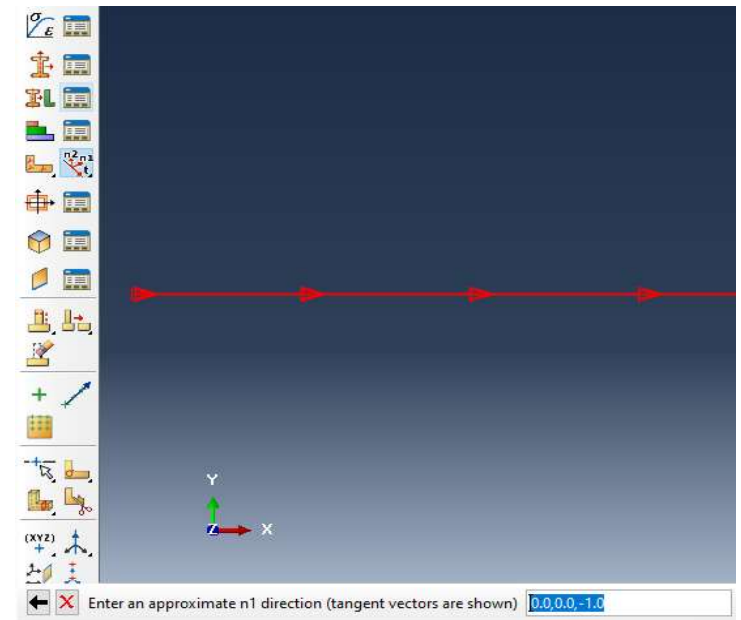 σ
ε
n2 n1
t
Y
Z X
(XYZ)
Enter an approximate n1 direction (tangent vectors are shown) 0.0,0.0,-1.0